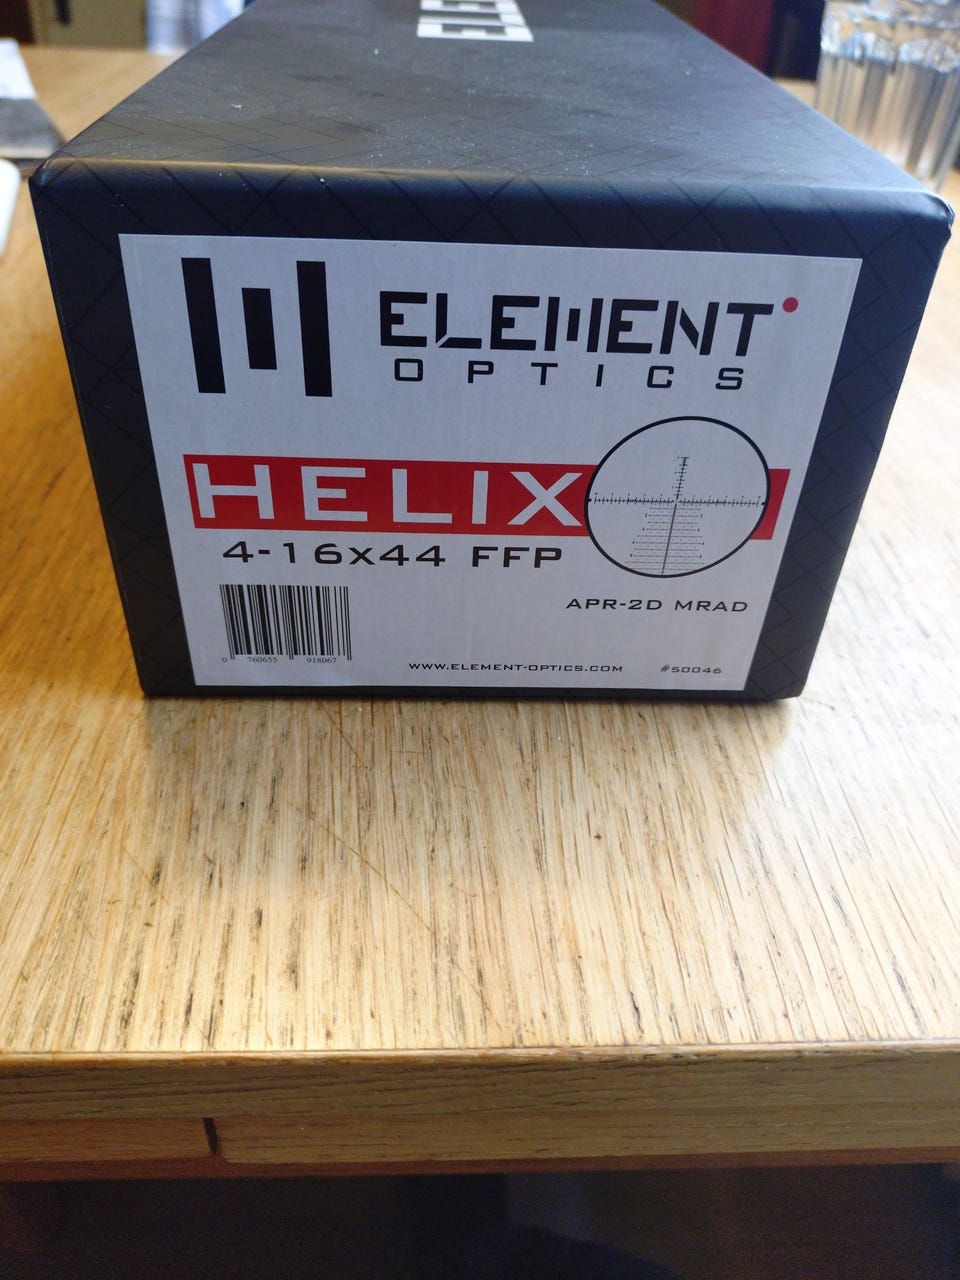 ELEMENT
OPTICS
HELIX
4-16x44 FFP
APR-2D MRAD
0 760655 918067
WWW.ELEMENT-OPTICS.COM
#50046